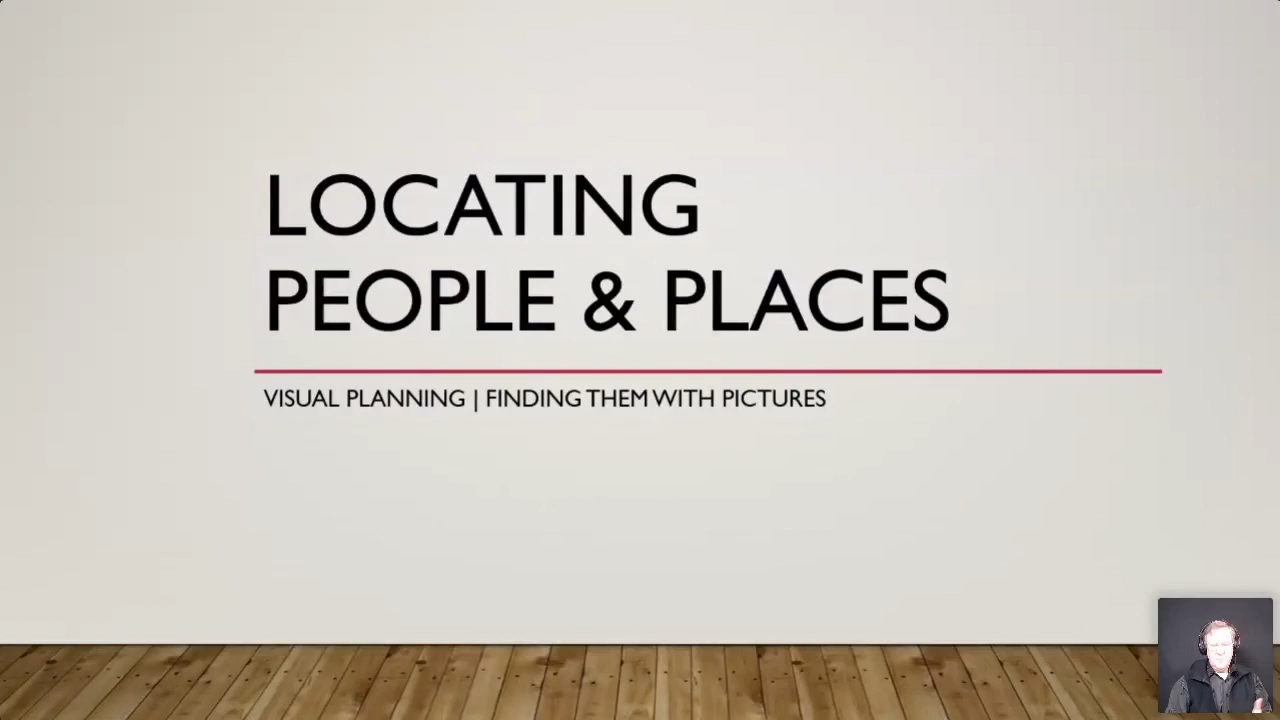 LOCATING
PEOPLE & PLACES
VISUAL PLANNING | FINDING THEM WITH PICTURES